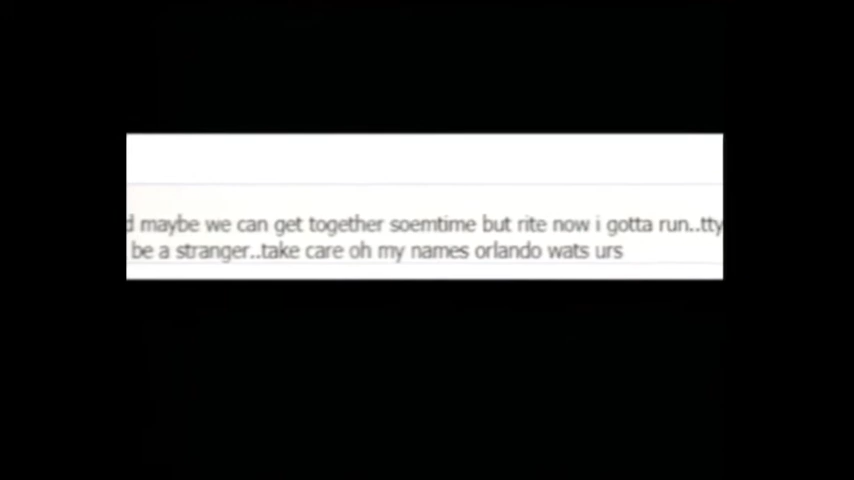 d maybe we can get together soemtime but rite now i gotta run..tty
be a stranger..take care oh my names orlando wats urs